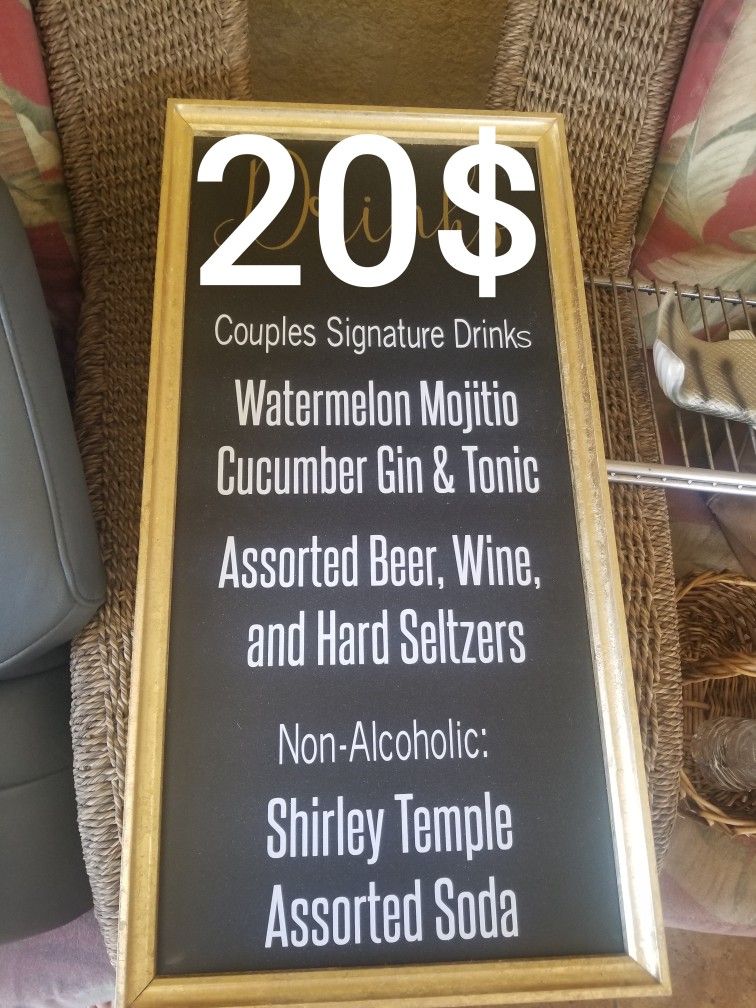 20$
Drinks
Couples Signature Drinks
Watermelon Mojitio
Cucumber Gin & Tonic
Assorted Beer, Wine,
and Hard Seltzers
Non-Alcoholic:
Shirley Temple
Assorted Soda